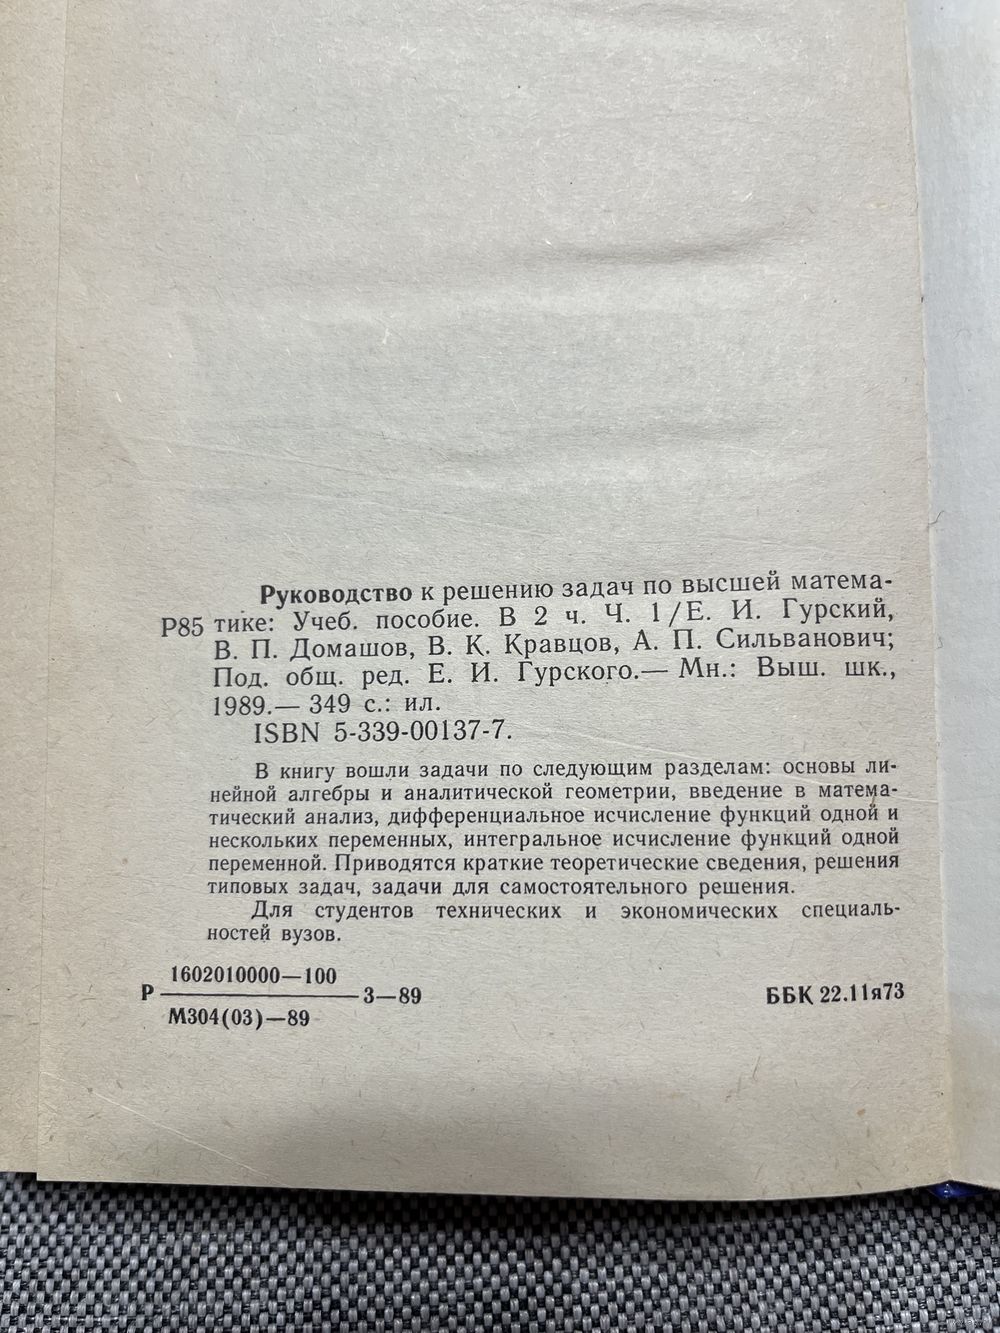 Руководство к решению задач по высшей матема-
Р85 тике: Учеб. пособие. В 2 ч. Ч. 1/Е. И. Гурский,
В. П. Домашов, В. К. Кравцов, А. П. Сильванович;
Под. общ. ред. Е. И. Гурского.— Мн.: Выш. шк.,
1989.— 349 с.: ил.
ISBN 5-339-00137-7.
В книгу вошли задачи по следующим разделам: основы ли-
нейной алгебры и аналитической геометрии, введение в матема-
тический анализ, дифференциальное исчисление функций одной и
нескольких переменных, интегральное исчисление функций одной
переменной. Приводятся краткие теоретические сведения, решения
типовых задач, задачи для самостоятельного решения.
Для студентов технических и экономических специаль-
ностей вузов.
1602010000—100
Р 3—89 ББК 22.11я73
М304(03)—89